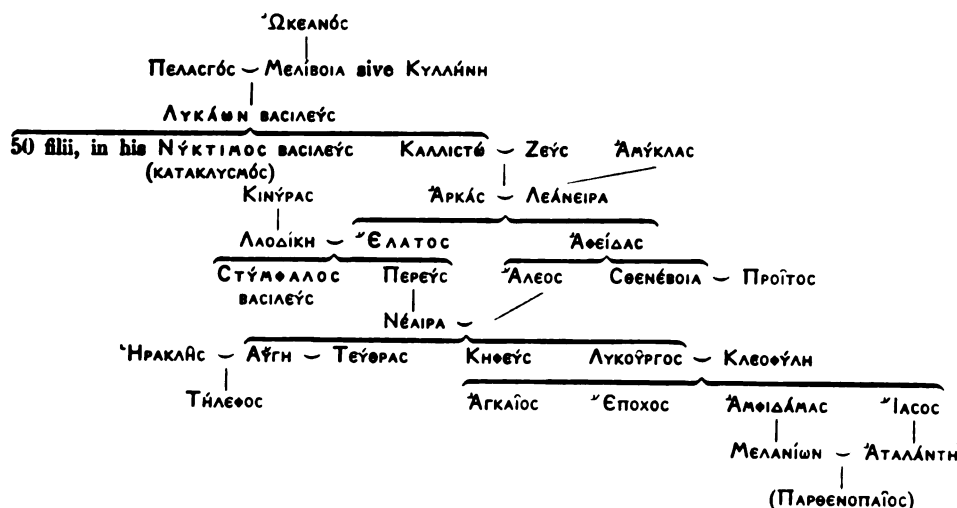 Ὠκεανός
Πελασγός ⌣ Μελίβοια sive Κυλλήνη
Λυκάων βασιλεύς
50 filii, in his Νύκτιμος βασιλεύς Καλλιστώ ⌣ Ζεύς Ἀμύκλας
(κατακλυσμός)
Κινύρας Ἀρκάς ⌣ Λεάνειρα
Λαοδίκη ⌣ Ἔλατος Ἀφείδας
Στύμφαλος Περεύς Ἄλεος Σθενέβοια ⌣ Προῖτος
βασιλεύς
Νέαιρα ⌣
Ἡρακλῆς ⌣ Αὔγη ⌣ Τεύθρας Κηφεύς Λυκοῦργος ⌣ Κλεοφύλη
Τήλεφος Ἀγκαῖος Ἔποχος Ἀμφιδάμας Ἴασος
Μελανίων ⌣ Ἀταλάντη
(Παρθενοπαῖος)